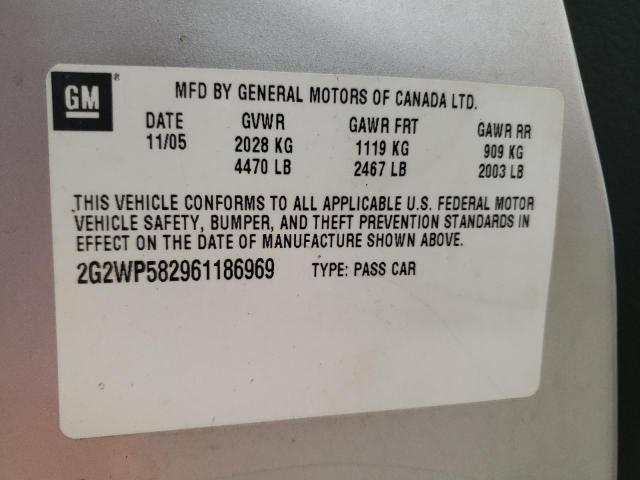 GM®
MFD BY GENERAL MOTORS OF CANADA LTD.
DATE GVWR GAWR FRT GAWR RR
11/05 2028 KG 1119 KG 909 KG
4470 LB 2467 LB 2003 LB
THIS VEHICLE CONFORMS TO ALL APPLICABLE U.S. FEDERAL MOTOR
VEHICLE SAFETY, BUMPER, AND THEFT PREVENTION STANDARDS IN
EFFECT ON THE DATE OF MANUFACTURE SHOWN ABOVE.
2G2WP582961186969 TYPE: PASS CAR